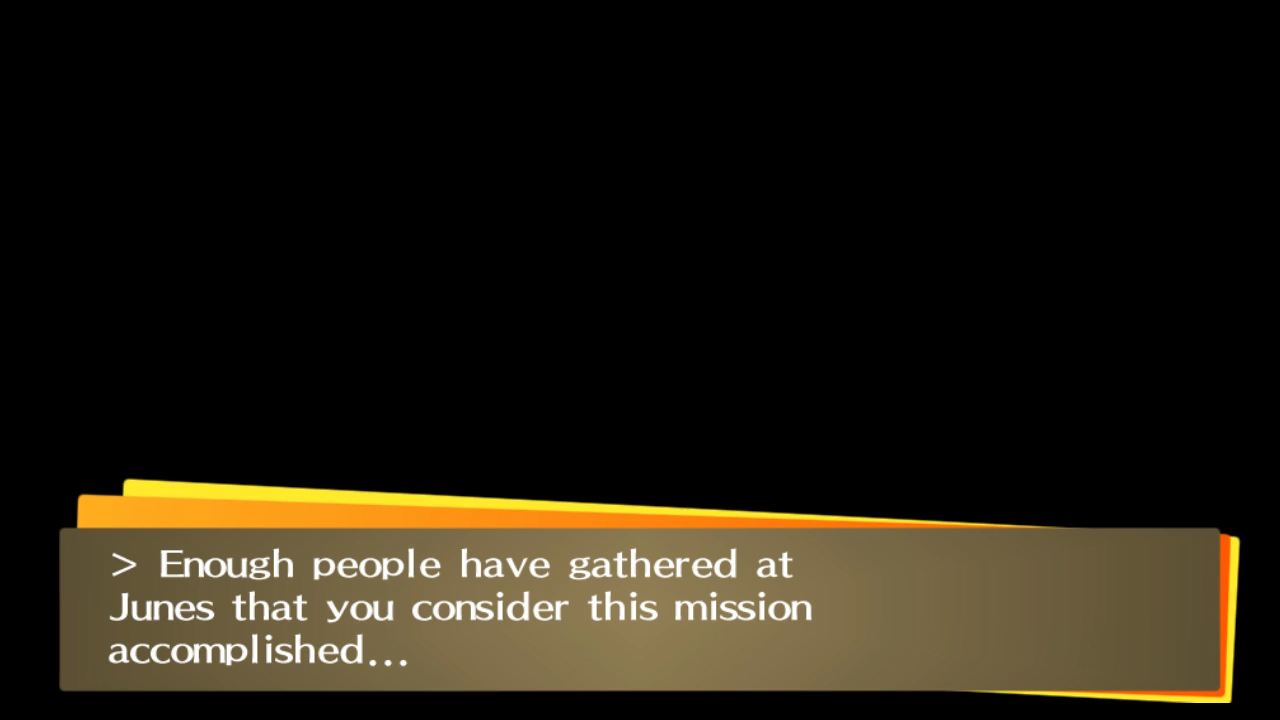 > Enough people have gathered at
Junes that you consider this mission
accomplished...